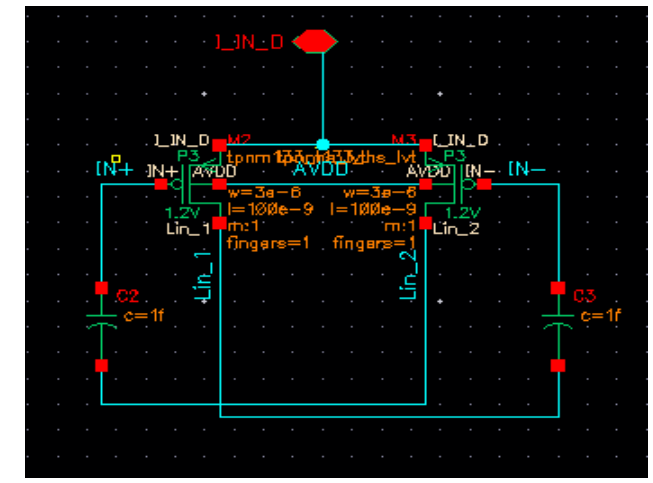 I_IN_D
I_IN_D M2 M3 I_IN_D
P3 P3
IN+ IN+ AVDD AVDD AVDD IN- IN-
w=3e-6 w=3e-6
l=100e-9 l=100e-9
1.2V m:1 m:1 1.2V
Lin_1 Lin_2
fingers=1 fingers=1
Lin_1 Lin_2
C2 C3
c=1f c=1f